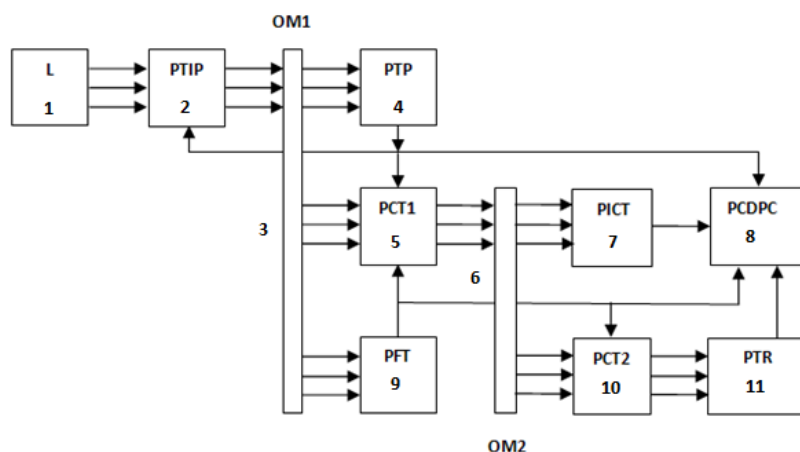 OM1
L
1
PTIP
2
PTP
4
3
PCT1
5
6
PICT
7
PCDPC
8
PFT
9
PCT2
10
PTR
11
OM2